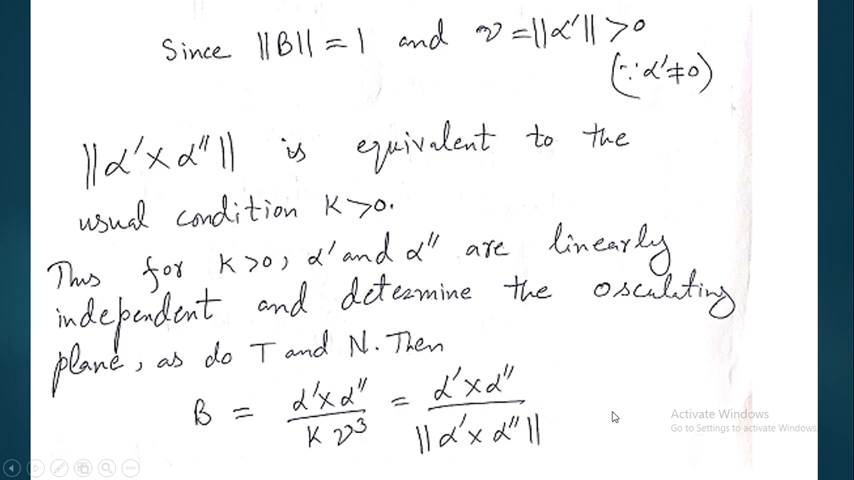 Since ||B|| = 1 and v = ||α'|| > 0
(∵ α' ≠ 0)
||α' × α"|| is equivalent to the
usual condition K > 0.
Thus for K > 0, α' and α" are linearly
independent and determine the osculating
plane, as do T and N. Then
B = α' × α" / K v³ = α' × α" / ||α' × α"||
Activate Windows
Go to Settings to activate Windows.